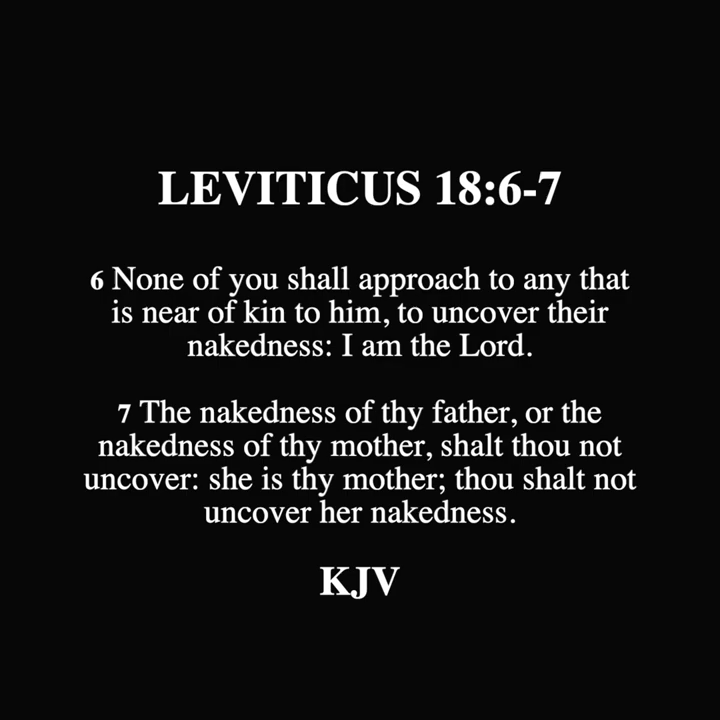 LEVITICUS 18:6-7
6 None of you shall approach to any that
is near of kin to him, to uncover their
nakedness: I am the Lord.
7 The nakedness of thy father, or the
nakedness of thy mother, shalt thou not
uncover: she is thy mother; thou shalt not
uncover her nakedness.
KJV